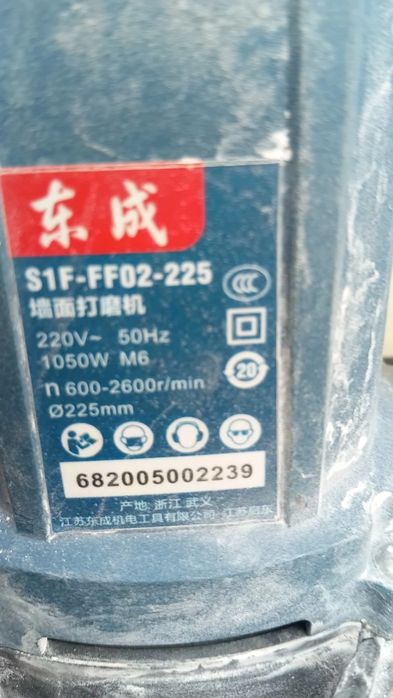 东成
S1F-FF02-225
墙面打磨机
220V~ 50Hz
1050W M6
n 600-2600r/min
Ø225mm
CCC
20
682005002239
产地:浙江 武义
江苏东成机电工具有限公司 江苏启东